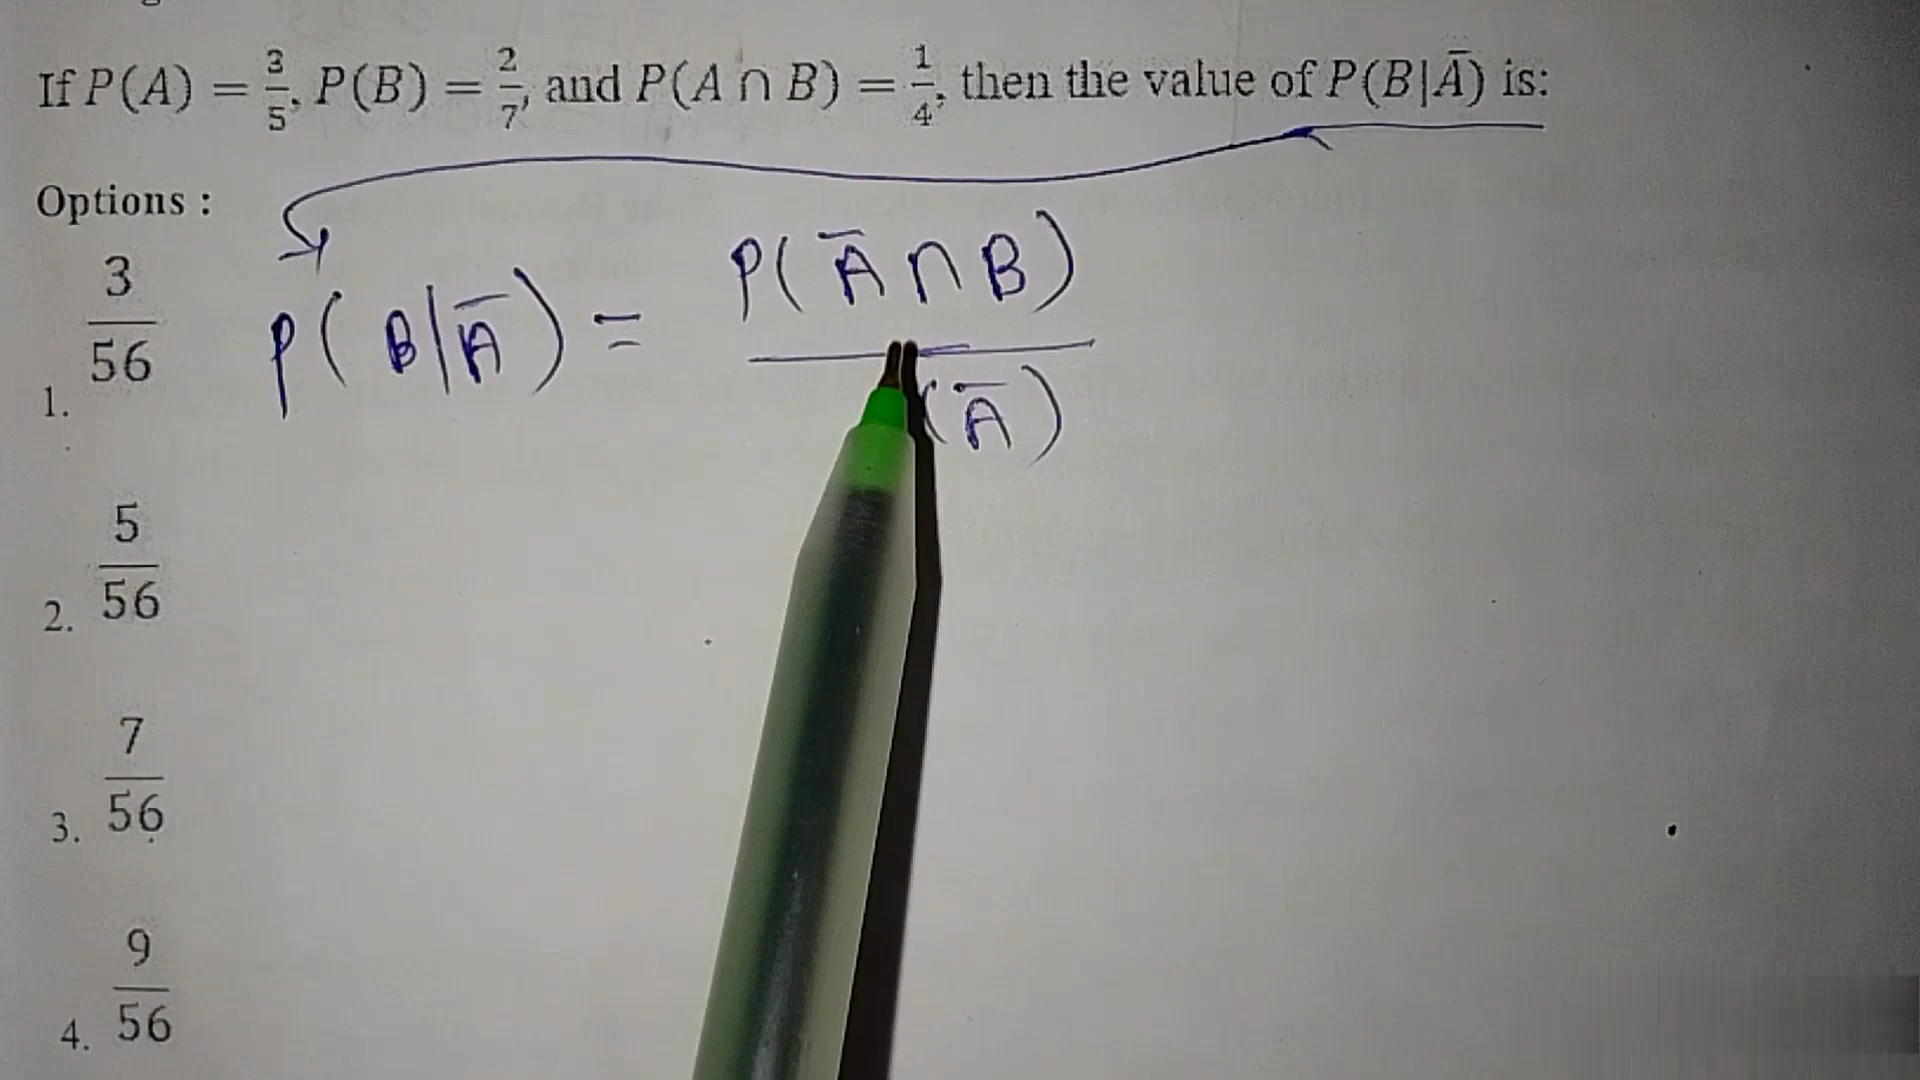 If P(A) = 3/5, P(B) = 2/7, and P(A ∩ B) = 1/4, then the value of P(B|Ā) is:
Options :
1. 3/56
P(B|Ā) = P(Ā ∩ B) / (Ā)
2. 5/56
3. 7/56
4. 9/56